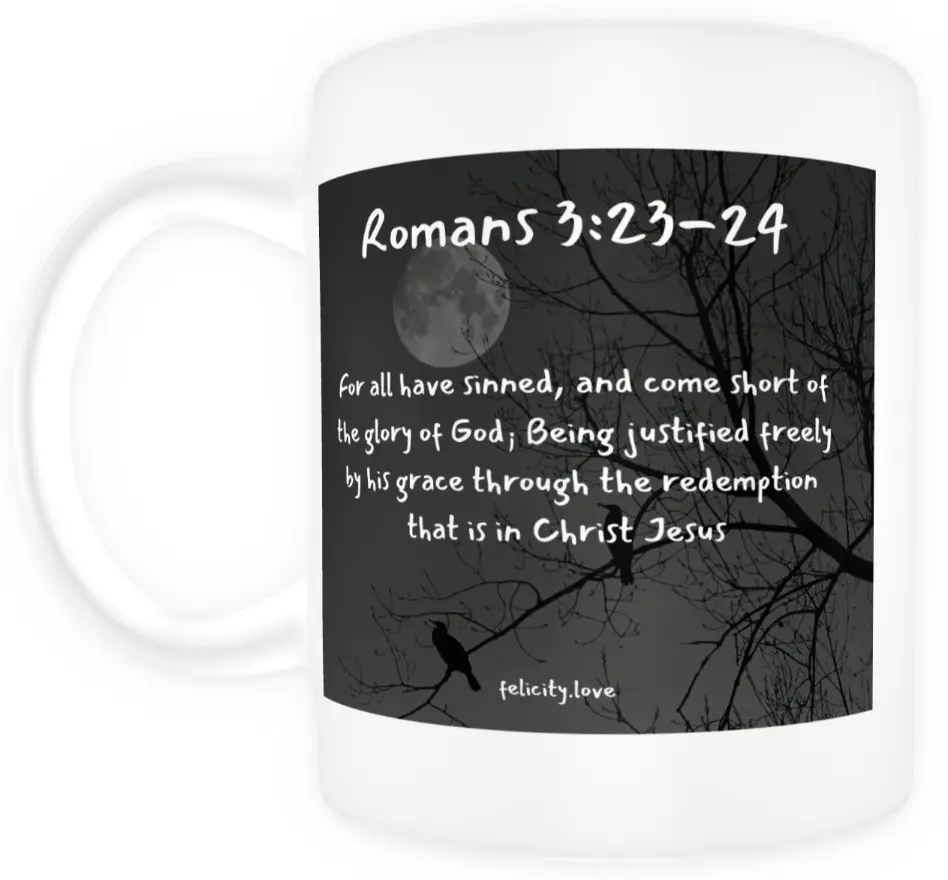 Romans 3:23-24
For all have sinned, and come short of
the glory of God; Being justified freely
by his grace through the redemption
that is in Christ Jesus
felicity.love